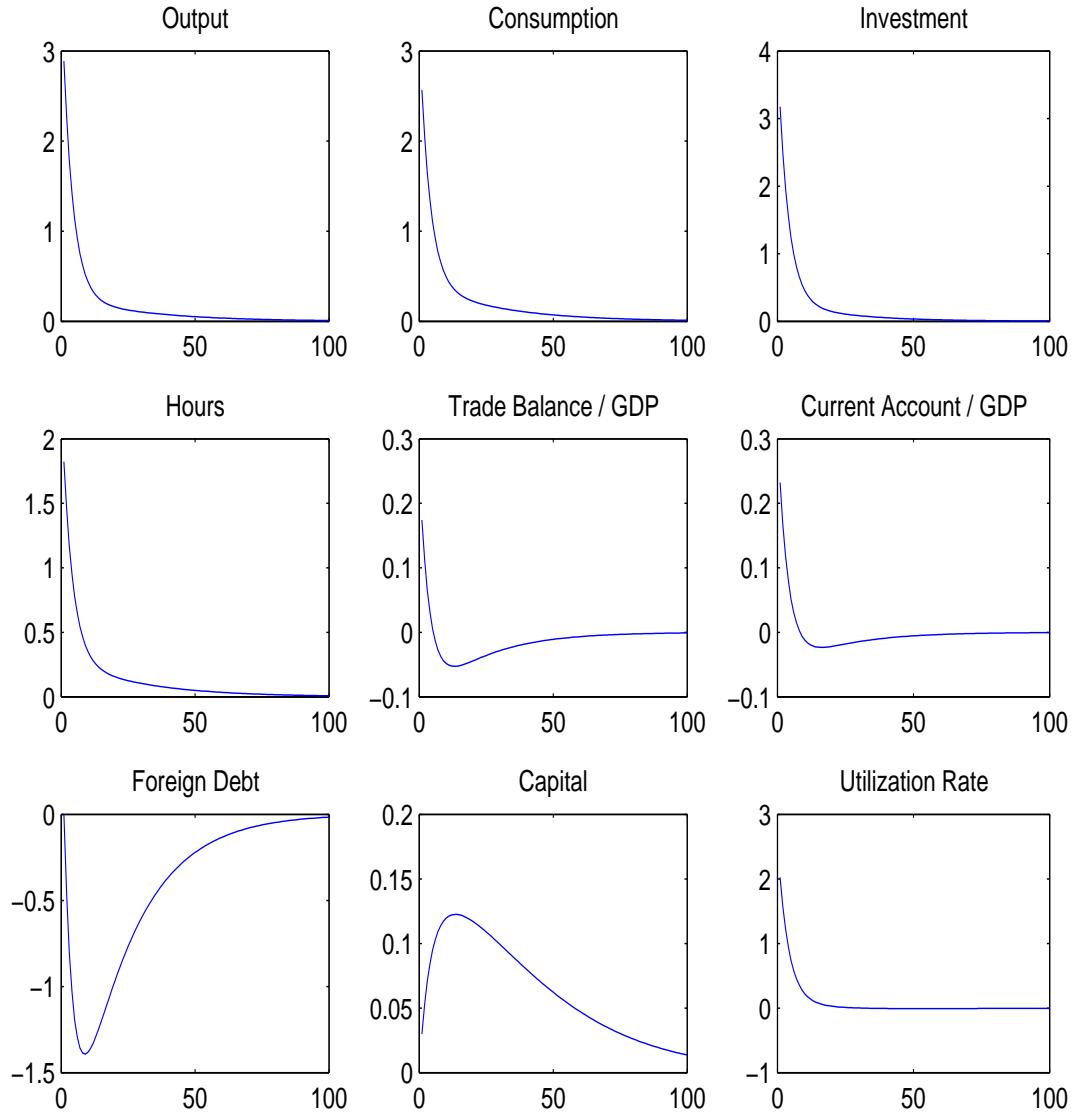 Output
Consumption
Investment
3
2
1
0
0 50 100
3
2
1
0
0 50 100
4
3
2
1
0
0 50 100
Hours
Trade Balance / GDP
Current Account / GDP
2
1.5
1
0.5
0
0 50 100
0.3
0.2
0.1
0
−0.1
0 50 100
0.3
0.2
0.1
0
−0.1
0 50 100
Foreign Debt
Capital
Utilization Rate
0
−0.5
−1
−1.5
0 50 100
0.2
0.15
0.1
0.05
0
0 50 100
3
2
1
0
−1
0 50 100